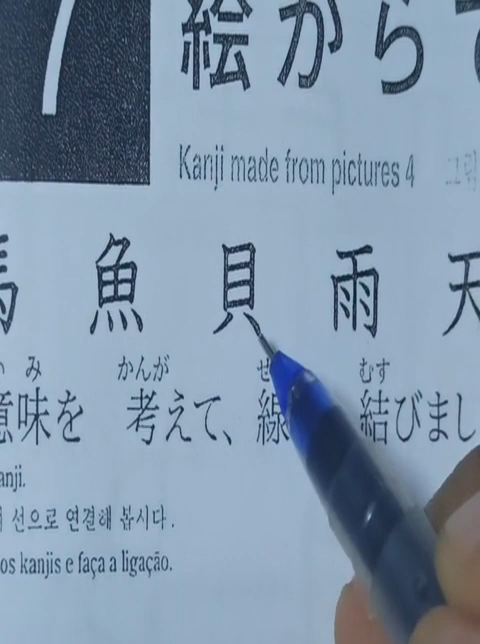 7
絵から
Kanji made from pictures 4
馬 魚 貝 雨 天
み かんが せ むす
意味を 考えて、線 結びまし
anji.
선으로 연결해 봅시다.
os kanjis e faça a ligação.